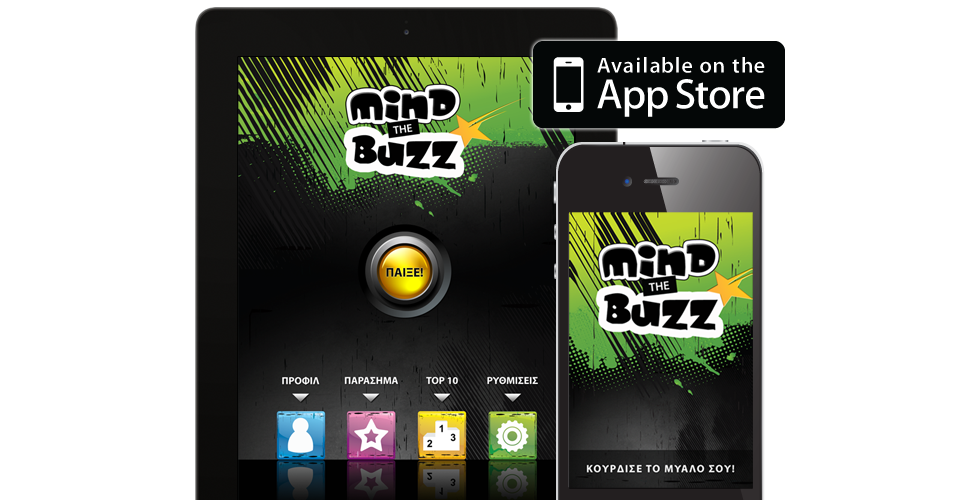 Available on the
App Store
MIND
THE
BUZZ
ΠΑΙΞΕ!
ΠΡΟΦΙΛ
ΠΑΡΑΣΗΜΑ
TOP 10
ΡΥΘΜΙΣΕΙΣ
2 1 3
MIND
THE
BUZZ
ΚΟΥΡΔΙΣΕ ΤΟ ΜΥΑΛΟ ΣΟΥ!